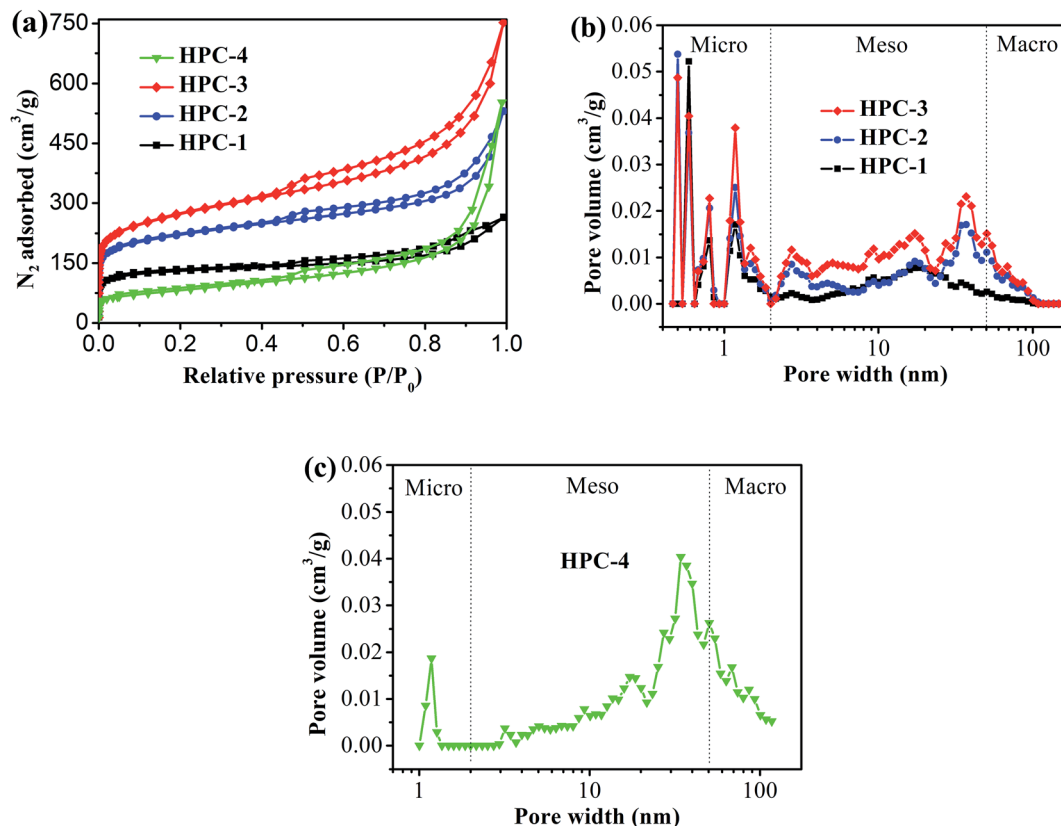 (a)
750
600
450
300
150
0
N₂ adsorbed (cm³/g)
HPC-4
HPC-3
HPC-2
HPC-1
0.0 0.2 0.4 0.6 0.8 1.0
Relative pressure (P/P₀)
(b)
0.06
0.05
0.04
0.03
0.02
0.01
0.00
Pore volume (cm³/g)
Micro Meso Macro
HPC-3
HPC-2
HPC-1
1 10 100
Pore width (nm)
(c)
0.06
0.05
0.04
0.03
0.02
0.01
0.00
Pore volume (cm³/g)
Micro Meso Macro
HPC-4
1 10 100
Pore width (nm)